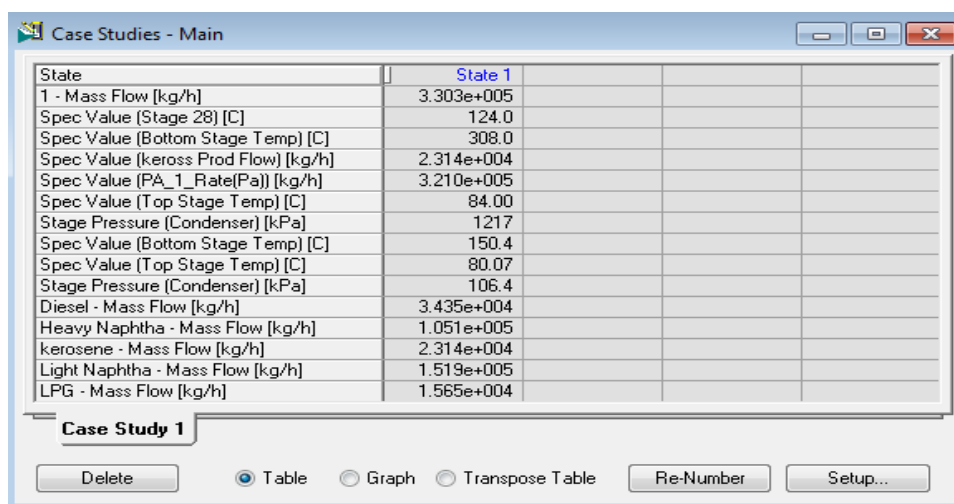 Case Studies - Main
State State 1
1 - Mass Flow [kg/h] 3.303e+005
Spec Value (Stage 28) [C] 124.0
Spec Value (Bottom Stage Temp) [C] 308.0
Spec Value (keross Prod Flow) [kg/h] 2.314e+004
Spec Value (PA_1_Rate(Pa)) [kg/h] 3.210e+005
Spec Value (Top Stage Temp) [C] 84.00
Stage Pressure (Condenser) [kPa] 1217
Spec Value (Bottom Stage Temp) [C] 150.4
Spec Value (Top Stage Temp) [C] 80.07
Stage Pressure (Condenser) [kPa] 106.4
Diesel - Mass Flow [kg/h] 3.435e+004
Heavy Naphtha - Mass Flow [kg/h] 1.051e+005
kerosene - Mass Flow [kg/h] 2.314e+004
Light Naphtha - Mass Flow [kg/h] 1.519e+005
LPG - Mass Flow [kg/h] 1.565e+004
Case Study 1
Delete Table Graph Transpose Table Re-Number Setup...